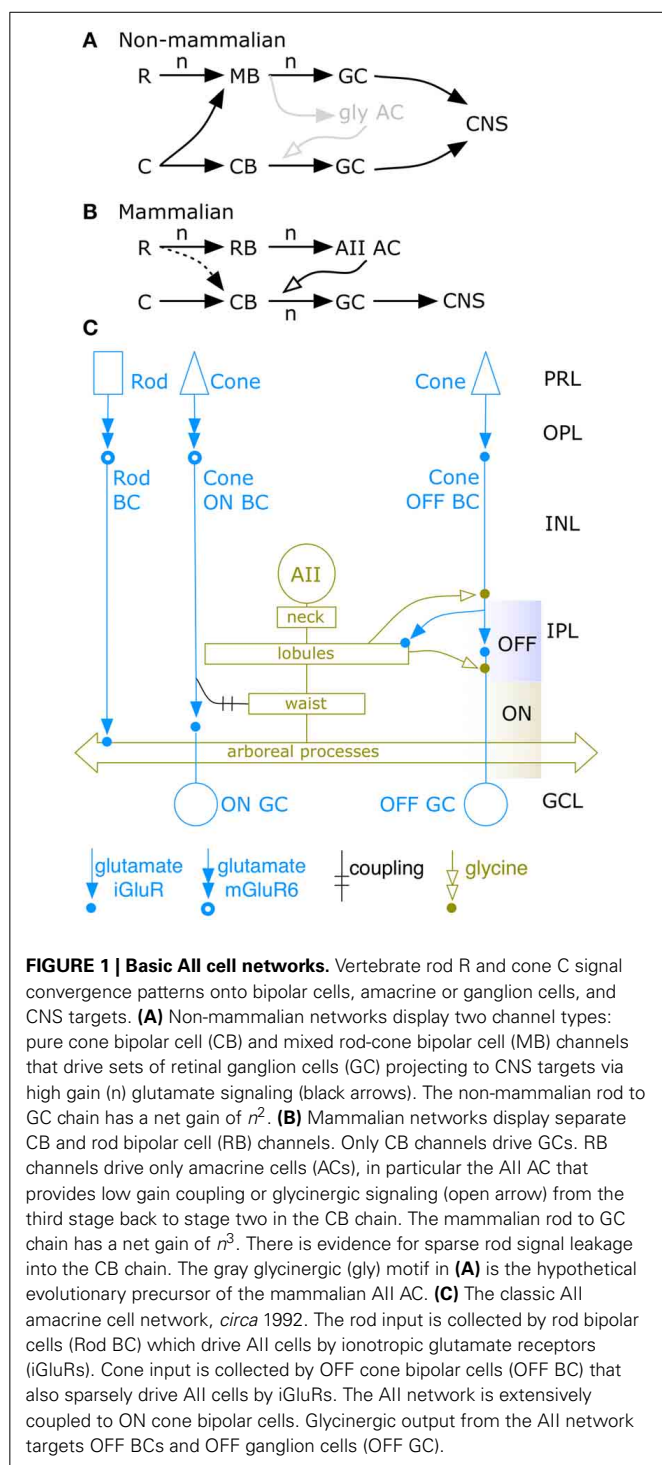 A Non-mammalian
R n MB n GC
gly AC
CNS
C CB GC
B Mammalian
R n RB n AII AC
C CB n GC CNS
C
Rod Cone Cone PRL
OPL
Rod BC
Cone ON BC
Cone OFF BC
INL
AII
neck
IPL
lobules
OFF
waist
ON
arboreal processes
ON GC OFF GC GCL
glutamate iGluR
glutamate mGluR6
coupling
glycine
FIGURE 1 | Basic AII cell networks. Vertebrate rod R and cone C signal
convergence patterns onto bipolar cells, amacrine or ganglion cells, and
CNS targets. (A) Non-mammalian networks display two channel types:
pure cone bipolar cell (CB) and mixed rod-cone bipolar cell (MB) channels
that drive sets of retinal ganglion cells (GC) projecting to CNS targets via
high gain (n) glutamate signaling (black arrows). The non-mammalian rod to
GC chain has a net gain of n². (B) Mammalian networks display separate
CB and rod bipolar cell (RB) channels. Only CB channels drive GCs. RB
channels drive only amacrine cells (ACs), in particular the AII AC that
provides low gain coupling or glycinergic signaling (open arrow) from the
third stage back to stage two in the CB chain. The mammalian rod to GC
chain has a net gain of n³. There is evidence for sparse rod signal leakage
into the CB chain. The gray glycinergic (gly) motif in (A) is the hypothetical
evolutionary precursor of the mammalian AII AC. (C) The classic AII
amacrine cell network, circa 1992. The rod input is collected by rod bipolar
cells (Rod BC) which drive AII cells by ionotropic glutamate receptors
(iGluRs). Cone input is collected by OFF cone bipolar cells (OFF BC) that
also sparsely drive AII cells by iGluRs. The AII network is extensively
coupled to ON cone bipolar cells. Glycinergic output from the AII network
targets OFF BCs and OFF ganglion cells (OFF GC).